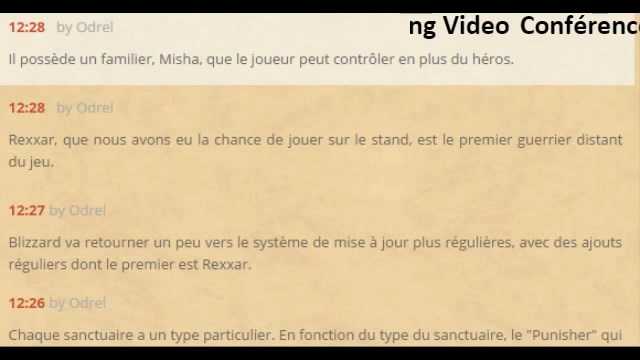 ng Video Conférenc
12:28 by Odrel
Il possède un familier, Misha, que le joueur peut contrôler en plus du héros.
12:28 by Odrel
Rexxar, que nous avons eu la chance de jouer sur le stand, est le premier guerrier distant
du jeu.
12:27 by Odrel
Blizzard va retourner un peu vers le système de mise à jour plus régulières, avec des ajouts
réguliers dont le premier est Rexxar.
12:26 by Odrel
Chaque sanctuaire a un type particulier. En fonction du type du sanctuaire, le "Punisher" qui